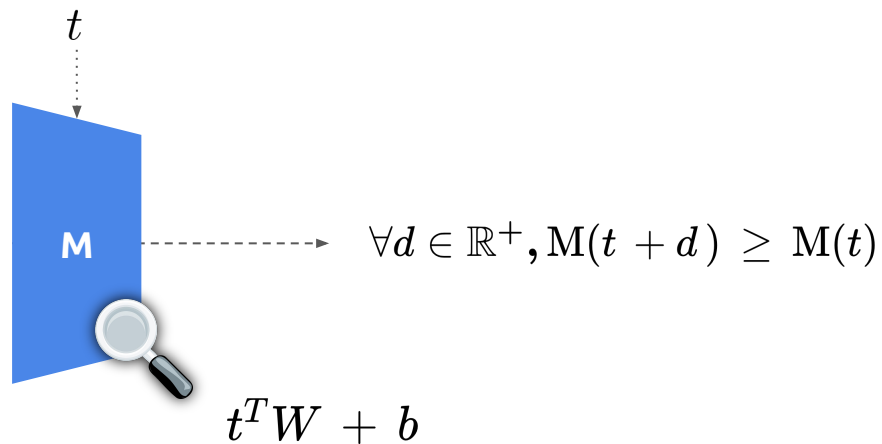 t
M
∀d ∈ ℝ⁺, M(t + d) ≥ M(t)
tᵀW + b